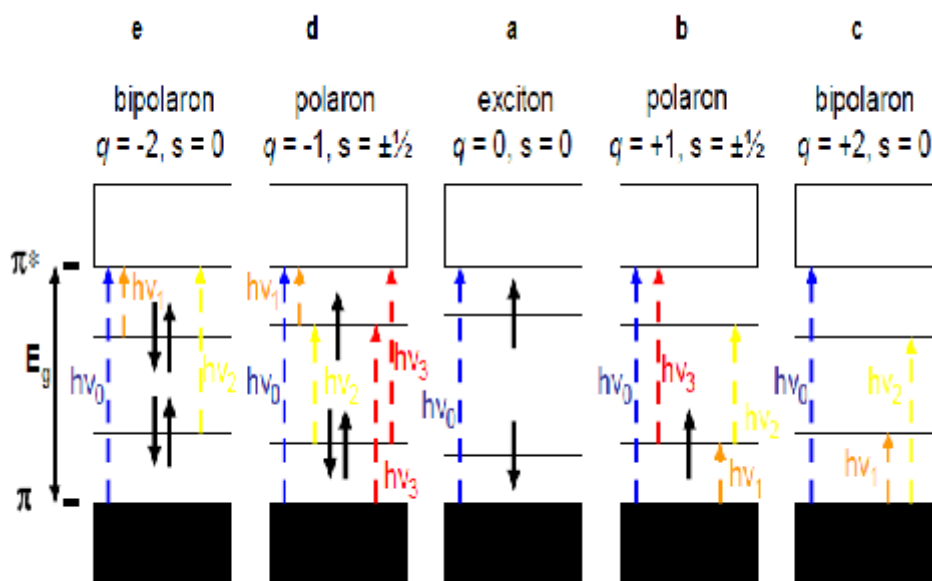 e d a b c
bipolaron polaron exciton polaron bipolaron
q = -2, s = 0 q = -1, s = ±½ q = 0, s = 0 q = +1, s = ±½ q = +2, s = 0
π*
hν₁ hν₁
E_g hν₂ hν₃ hν₃
hν₀ hν₀ hν₂ hν₀ hν₀ hν₂ hν₀ hν₂
hν₃ hν₁ hν₁
π